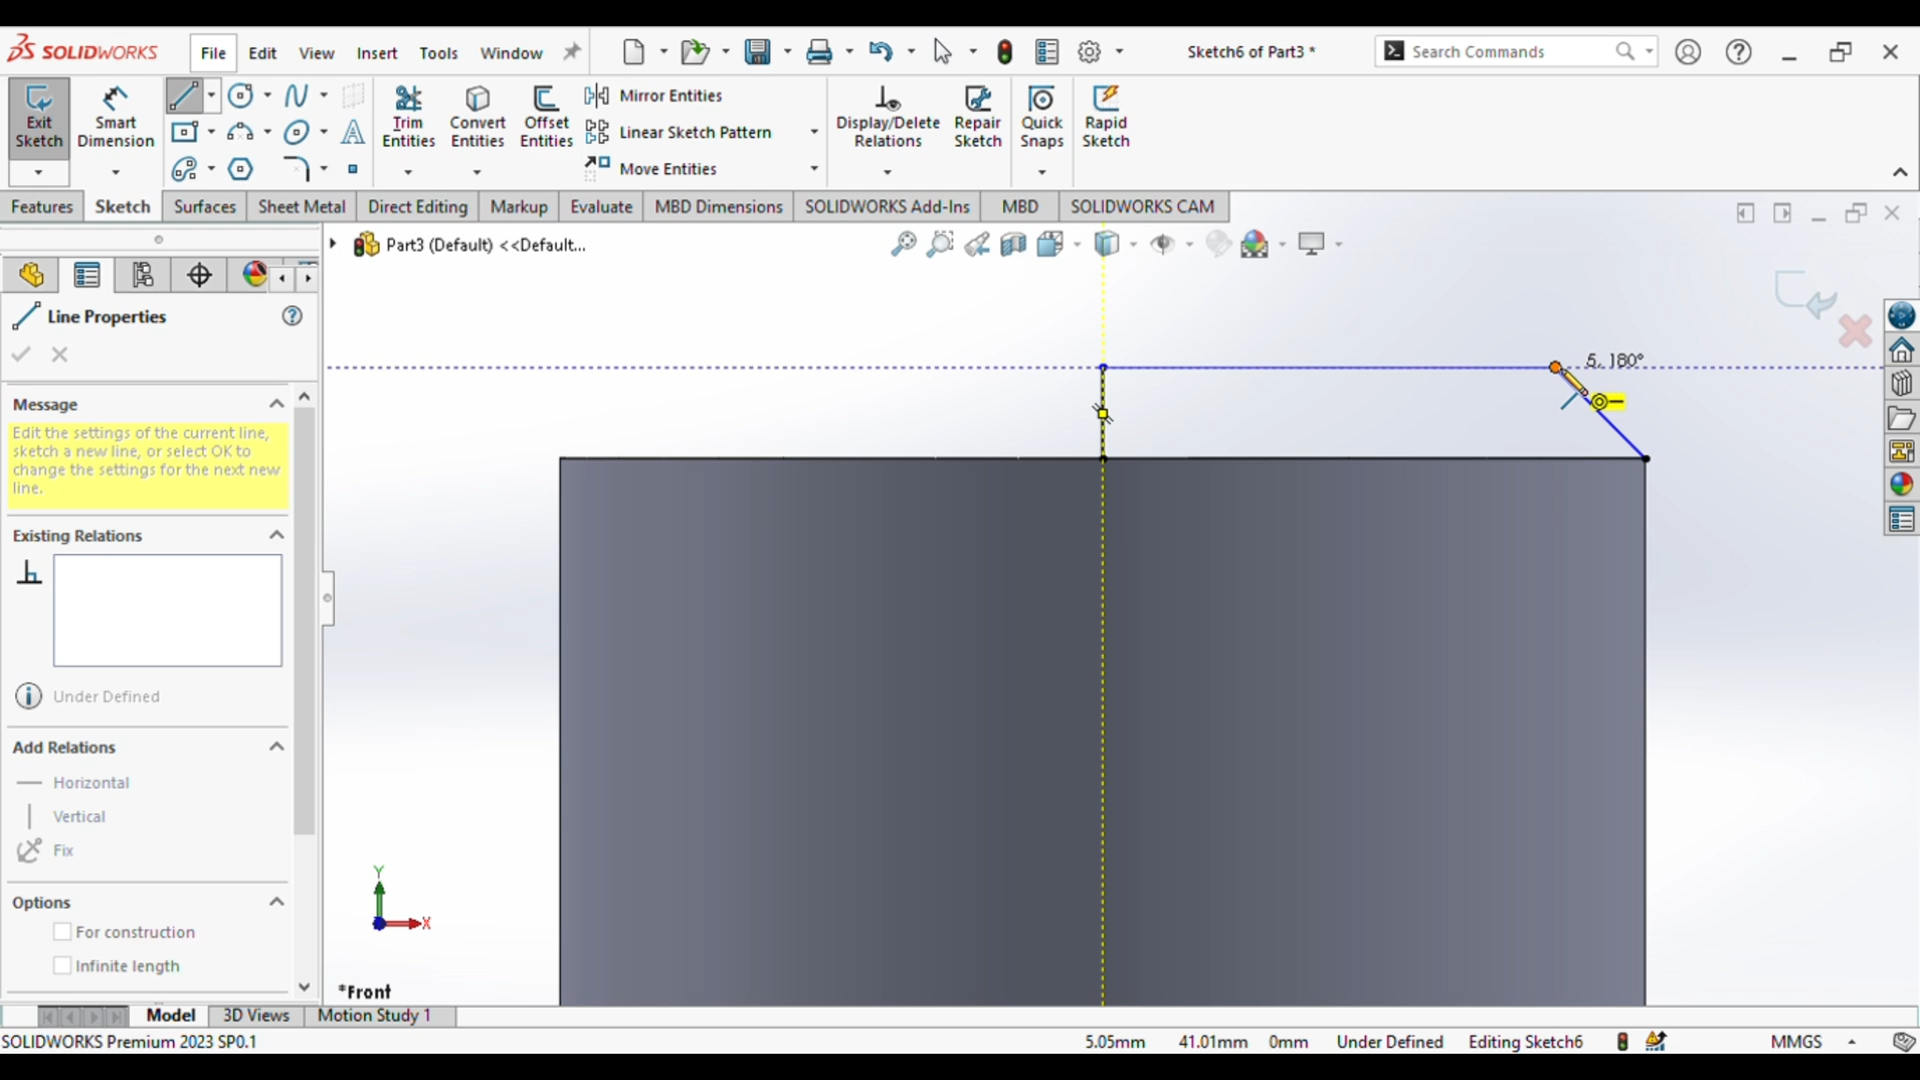 SOLIDWORKS
File Edit View Insert Tools Window
Sketch6 of Part3 *
Search Commands
Exit Sketch
Smart Dimension
Trim Entities
Convert Entities
Offset Entities
Mirror Entities
Linear Sketch Pattern
Move Entities
Display/Delete Relations
Repair Sketch
Quick Snaps
Rapid Sketch
Features Sketch Surfaces Sheet Metal Direct Editing Markup Evaluate MBD Dimensions SOLIDWORKS Add-Ins MBD SOLIDWORKS CAM
Part3 (Default) <<Default...
Line Properties
Message
Edit the settings of the current line,
sketch a new line, or select OK to
change the settings for the next new
line.
Existing Relations
Under Defined
Add Relations
Horizontal
Vertical
Fix
Options
For construction
Infinite length
5, 180°
Y
X
*Front
Model 3D Views Motion Study 1
SOLIDWORKS Premium 2023 SP0.1
5.05mm 41.01mm 0mm Under Defined Editing Sketch6 MMGS